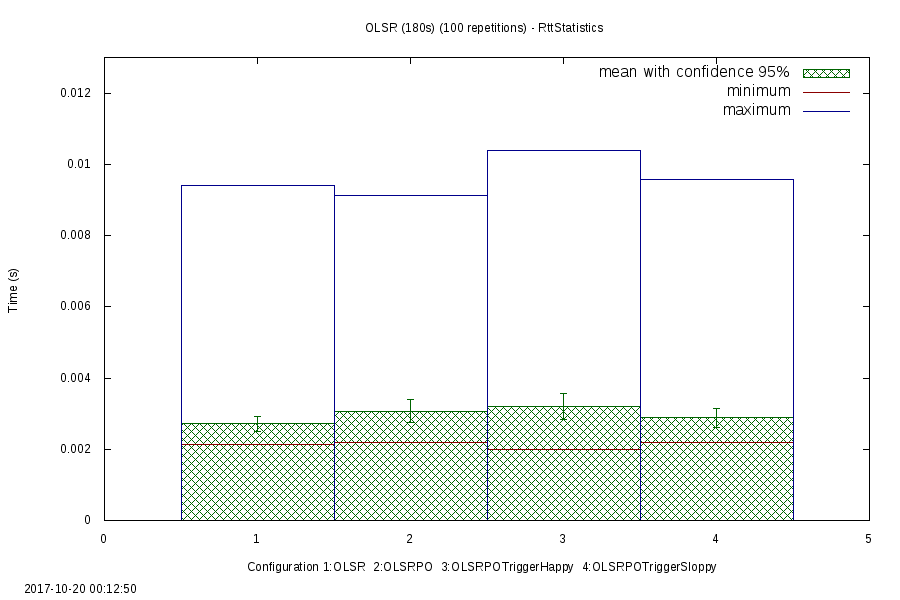 OLSR (180s) (100 repetitions) - RttStatistics
mean with confidence 95%
minimum
maximum
0.012
0.01
0.008
0.006
0.004
0.002
0
Time (s)
0 1 2 3 4 5
Configuration 1:OLSR 2:OLSRPO 3:OLSRPOTriggerHappy 4:OLSRPOTriggerSloppy
2017-10-20 00:12:50